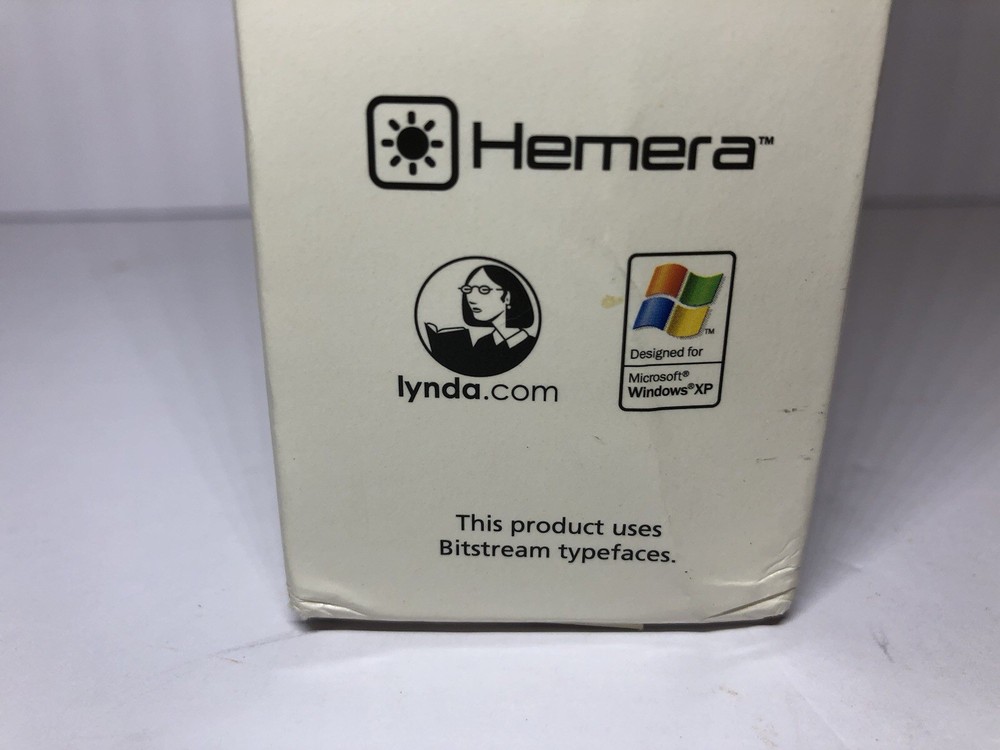 Hemera™
lynda.com
TM
Designed for
Microsoft®
Windows®XP
This product uses
Bitstream typefaces.